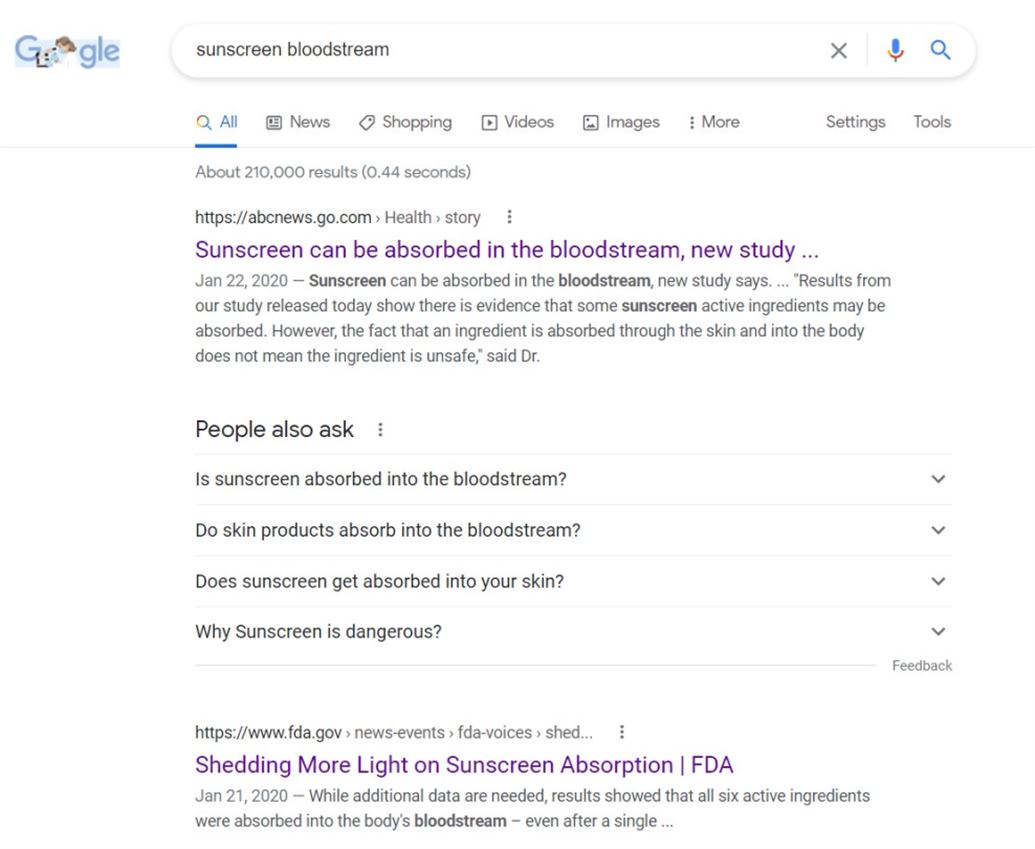 Google
sunscreen bloodstream
All News Shopping Videos Images More Settings Tools
About 210,000 results (0.44 seconds)
https://abcnews.go.com › Health › story
Sunscreen can be absorbed in the bloodstream, new study ...
Jan 22, 2020 — Sunscreen can be absorbed in the bloodstream, new study says. ... "Results from
our study released today show there is evidence that some sunscreen active ingredients may be
absorbed. However, the fact that an ingredient is absorbed through the skin and into the body
does not mean the ingredient is unsafe," said Dr.
People also ask
Is sunscreen absorbed into the bloodstream?
Do skin products absorb into the bloodstream?
Does sunscreen get absorbed into your skin?
Why Sunscreen is dangerous?
Feedback
https://www.fda.gov › news-events › fda-voices › shed...
Shedding More Light on Sunscreen Absorption | FDA
Jan 21, 2020 — While additional data are needed, results showed that all six active ingredients
were absorbed into the body's bloodstream – even after a single ...